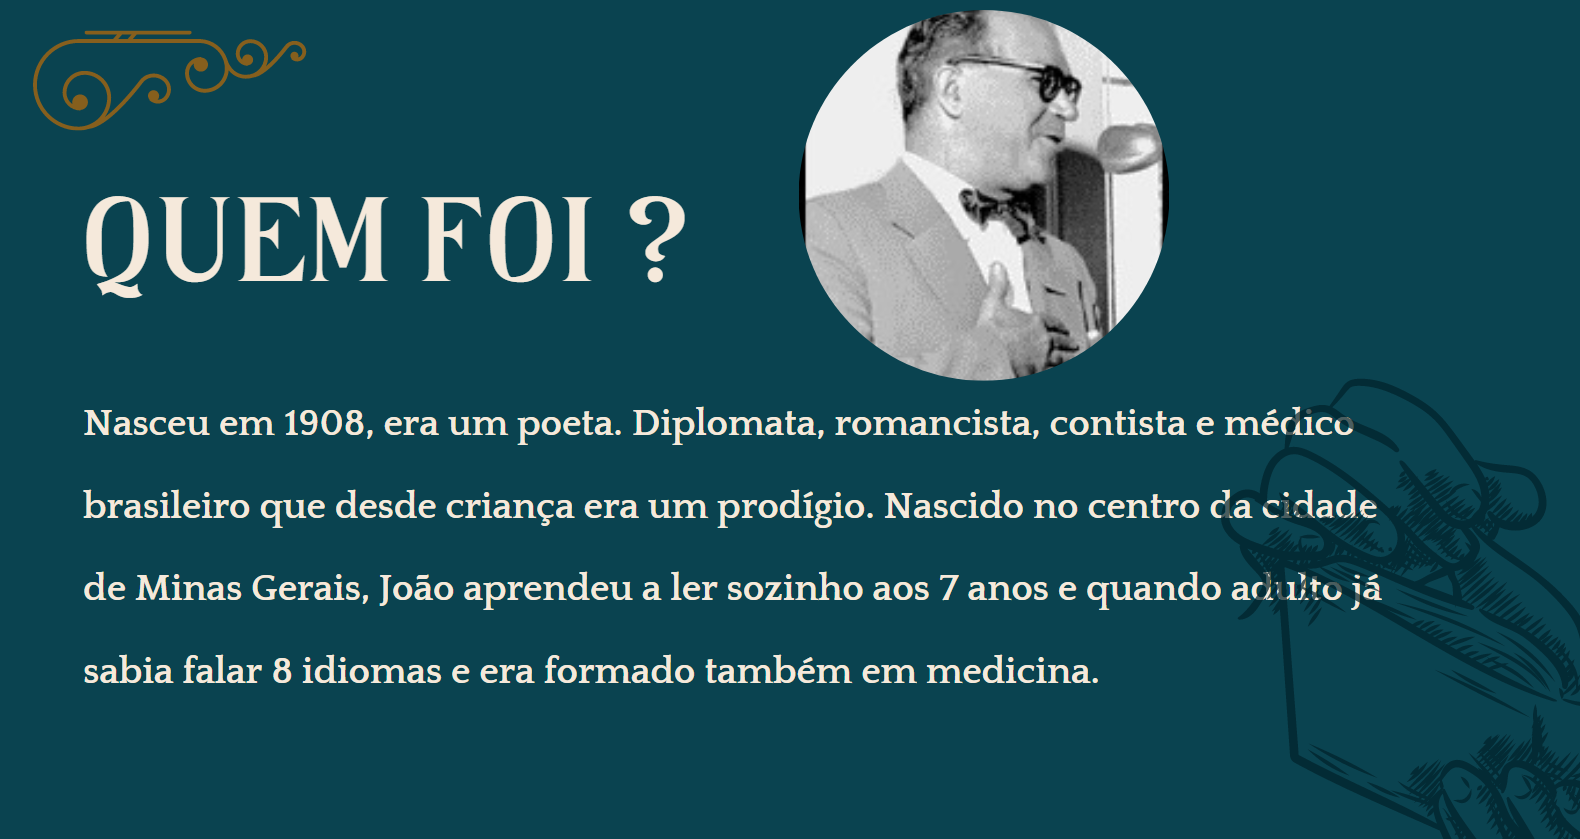 QUEM FOI ?
Nasceu em 1908, era um poeta. Diplomata, romancista, contista e médico
brasileiro que desde criança era um prodígio. Nascido no centro da cidade
de Minas Gerais, João aprendeu a ler sozinho aos 7 anos e quando adulto já
sabia falar 8 idiomas e era formado também em medicina.